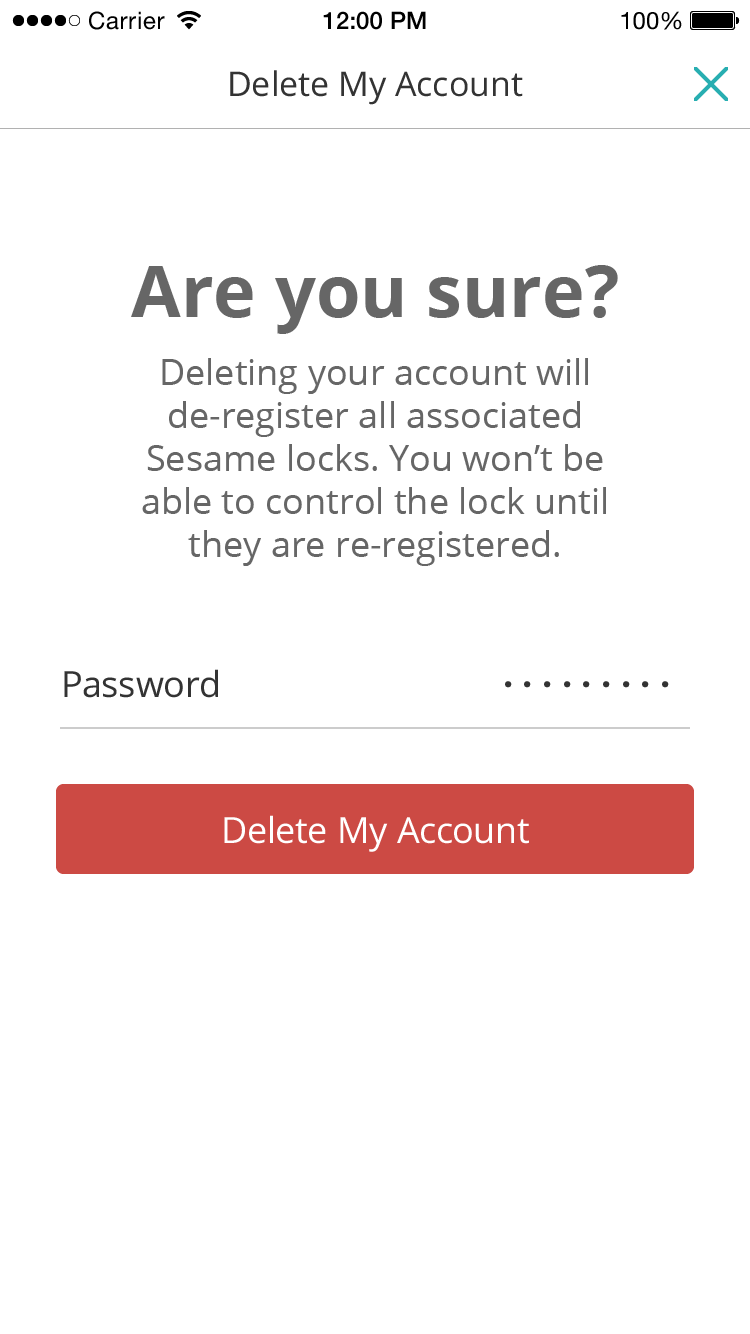 Carrier 12:00 PM 100%
Delete My Account
Are you sure?
Deleting your account will
de-register all associated
Sesame locks. You won’t be
able to control the lock until
they are re-registered.
Password .........
Delete My Account